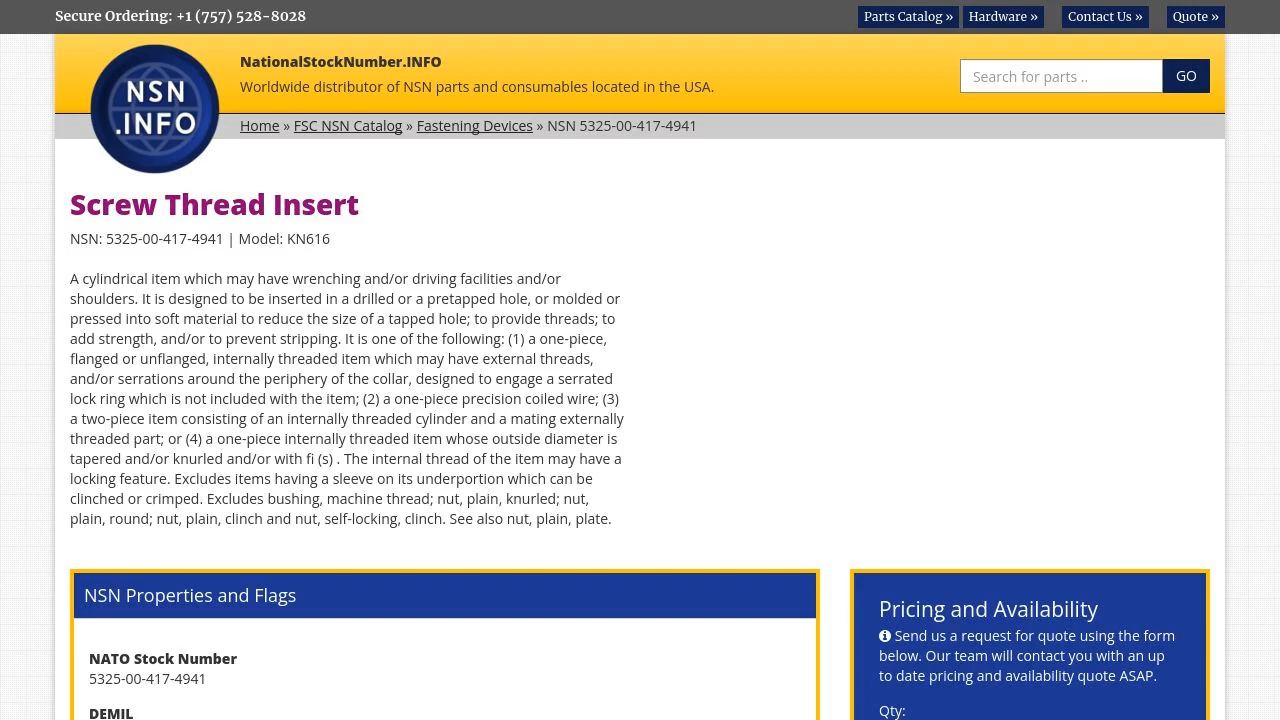 Secure Ordering: +1 (757) 528-8028
Parts Catalog » Hardware » Contact Us » Quote »
NSN
.INFO
NationalStockNumber.INFO
Worldwide distributor of NSN parts and consumables located in the USA.
Search for parts ..
GO
Home » FSC NSN Catalog » Fastening Devices » NSN 5325-00-417-4941
Screw Thread Insert
NSN: 5325-00-417-4941 | Model: KN616
A cylindrical item which may have wrenching and/or driving facilities and/or
shoulders. It is designed to be inserted in a drilled or a pretapped hole, or molded or
pressed into soft material to reduce the size of a tapped hole; to provide threads; to
add strength, and/or to prevent stripping. It is one of the following: (1) a one-piece,
flanged or unflanged, internally threaded item which may have external threads,
and/or serrations around the periphery of the collar, designed to engage a serrated
lock ring which is not included with the item; (2) a one-piece precision coiled wire; (3)
a two-piece item consisting of an internally threaded cylinder and a mating externally
threaded part; or (4) a one-piece internally threaded item whose outside diameter is
tapered and/or knurled and/or with fi (s) . The internal thread of the item may have a
locking feature. Excludes items having a sleeve on its underportion which can be
clinched or crimped. Excludes bushing, machine thread; nut, plain, knurled; nut,
plain, round; nut, plain, clinch and nut, self-locking, clinch. See also nut, plain, plate.
NSN Properties and Flags
NATO Stock Number
5325-00-417-4941
DEMIL
Pricing and Availability
Send us a request for quote using the form
below. Our team will contact you with an up
to date pricing and availability quote ASAP.
Qty: